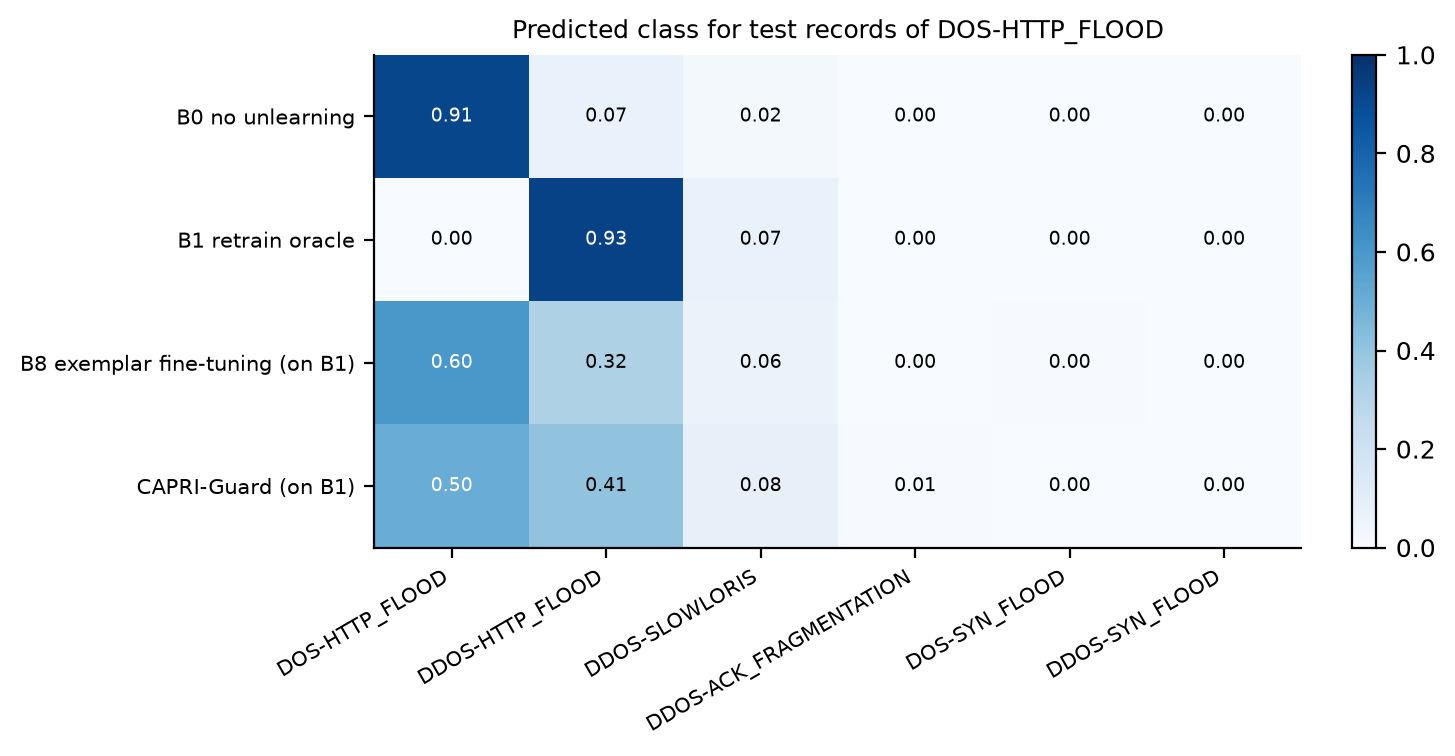 Predicted class for test records of DOS-HTTP_FLOOD
B0 no unlearning 0.91 0.07 0.02 0.00 0.00 0.00
B1 retrain oracle 0.00 0.93 0.07 0.00 0.00 0.00
B8 exemplar fine-tuning (on B1) 0.60 0.32 0.06 0.00 0.00 0.00
CAPRI-Guard (on B1) 0.50 0.41 0.08 0.01 0.00 0.00
DOS-HTTP_FLOOD
DDOS-HTTP_FLOOD
DDOS-SLOWLORIS
DDOS-ACK_FRAGMENTATION
DOS-SYN_FLOOD
DDOS-SYN_FLOOD
1.0
0.8
0.6
0.4
0.2
0.0